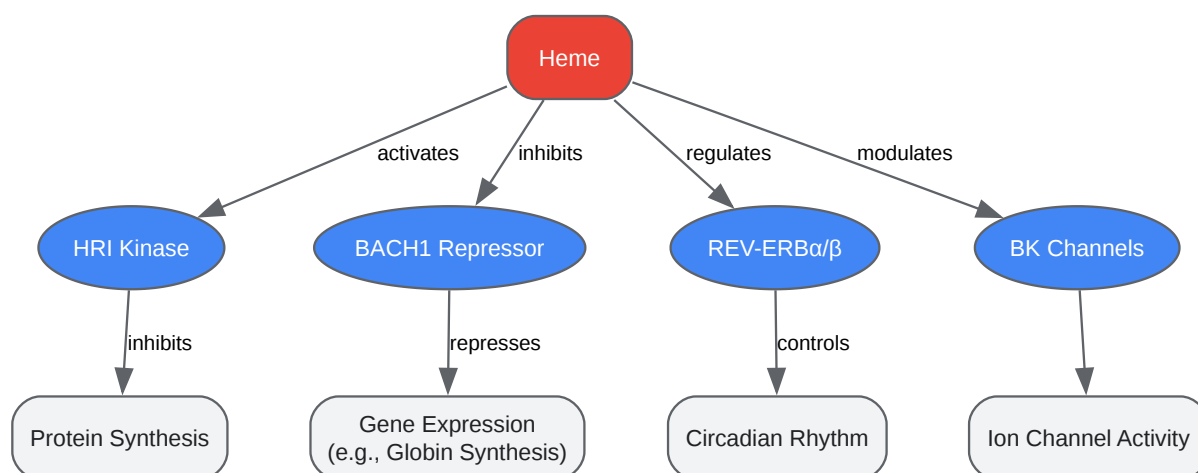 Heme
activates
inhibits
regulates
modulates
HRI Kinase
BACH1 Repressor
REV-ERBα/β
BK Channels
inhibits
represses
controls
Protein Synthesis
Gene Expression
(e.g., Globin Synthesis)
Circadian Rhythm
Ion Channel Activity